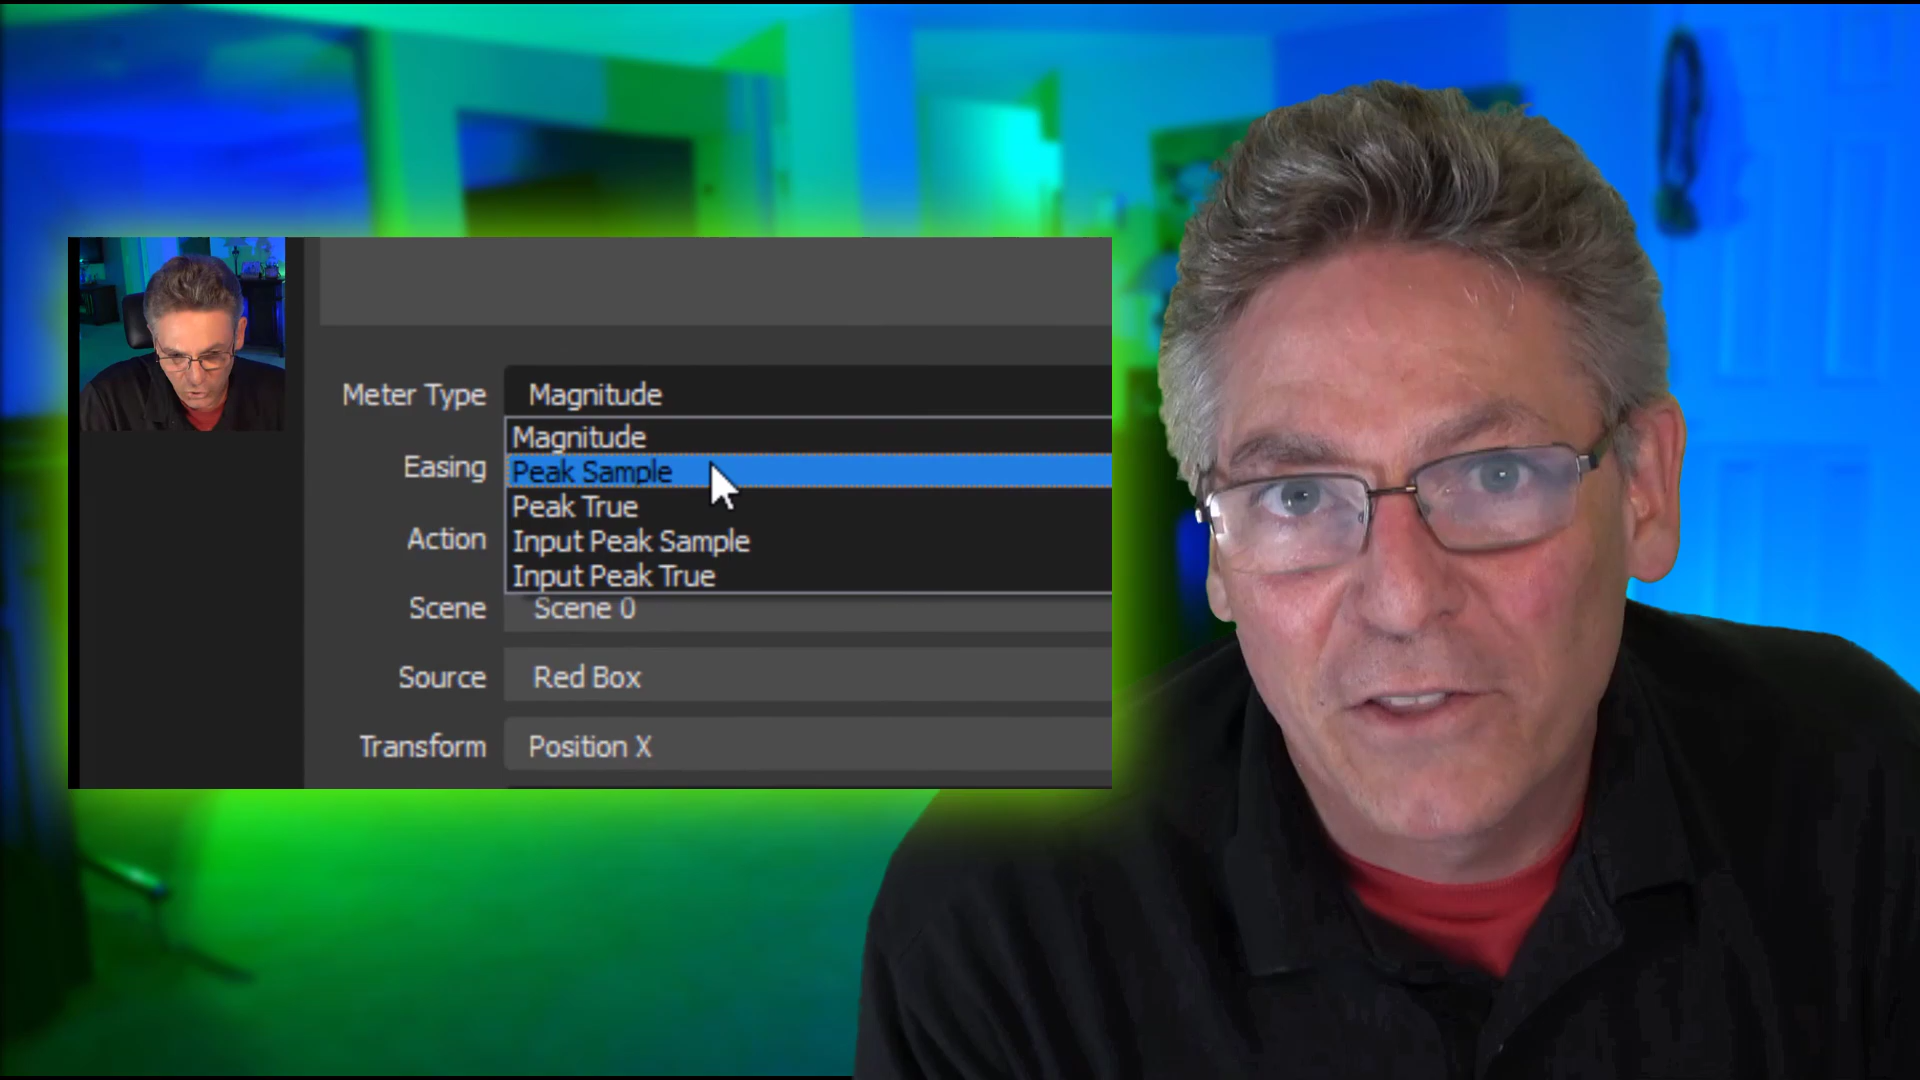 Meter Type Magnitude
Magnitude
Easing Peak Sample
Peak True
Action Input Peak Sample
Input Peak True
Scene Scene 0
Source Red Box
Transform Position X